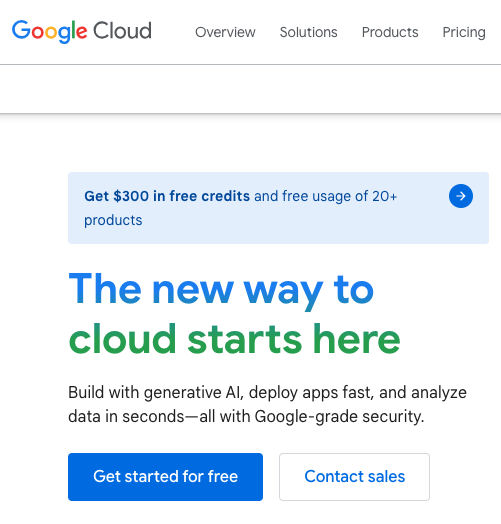 Google Cloud Overview Solutions Products Pricing
Get $300 in free credits and free usage of 20+
products
The new way to
cloud starts here
Build with generative AI, deploy apps fast, and analyze
data in seconds—all with Google-grade security.
Get started for free Contact sales